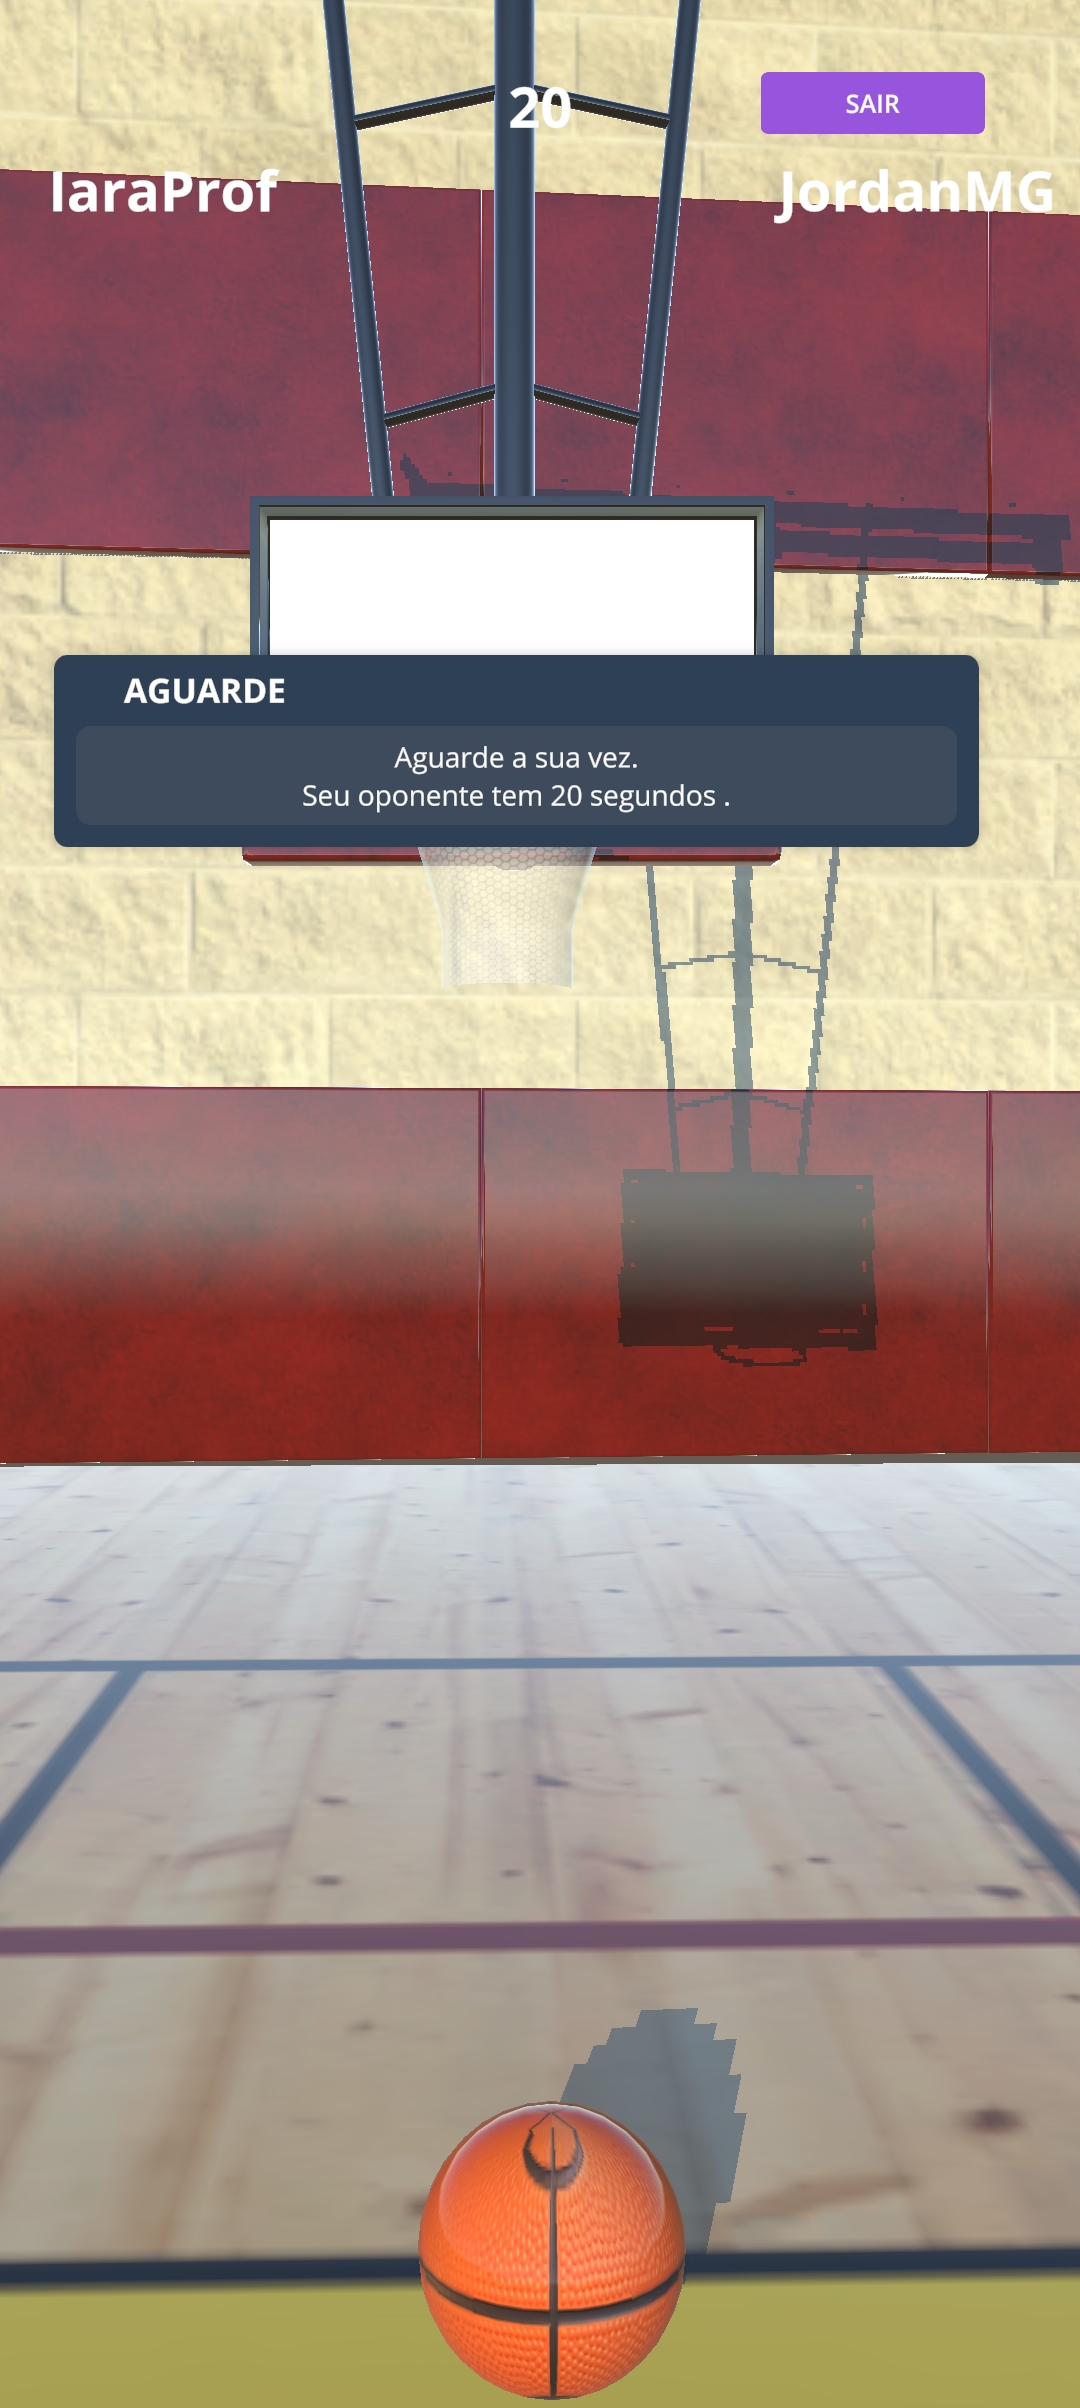 20
SAIR
IaraProf
JordanMG
AGUARDE
Aguarde a sua vez.
Seu oponente tem 20 segundos .